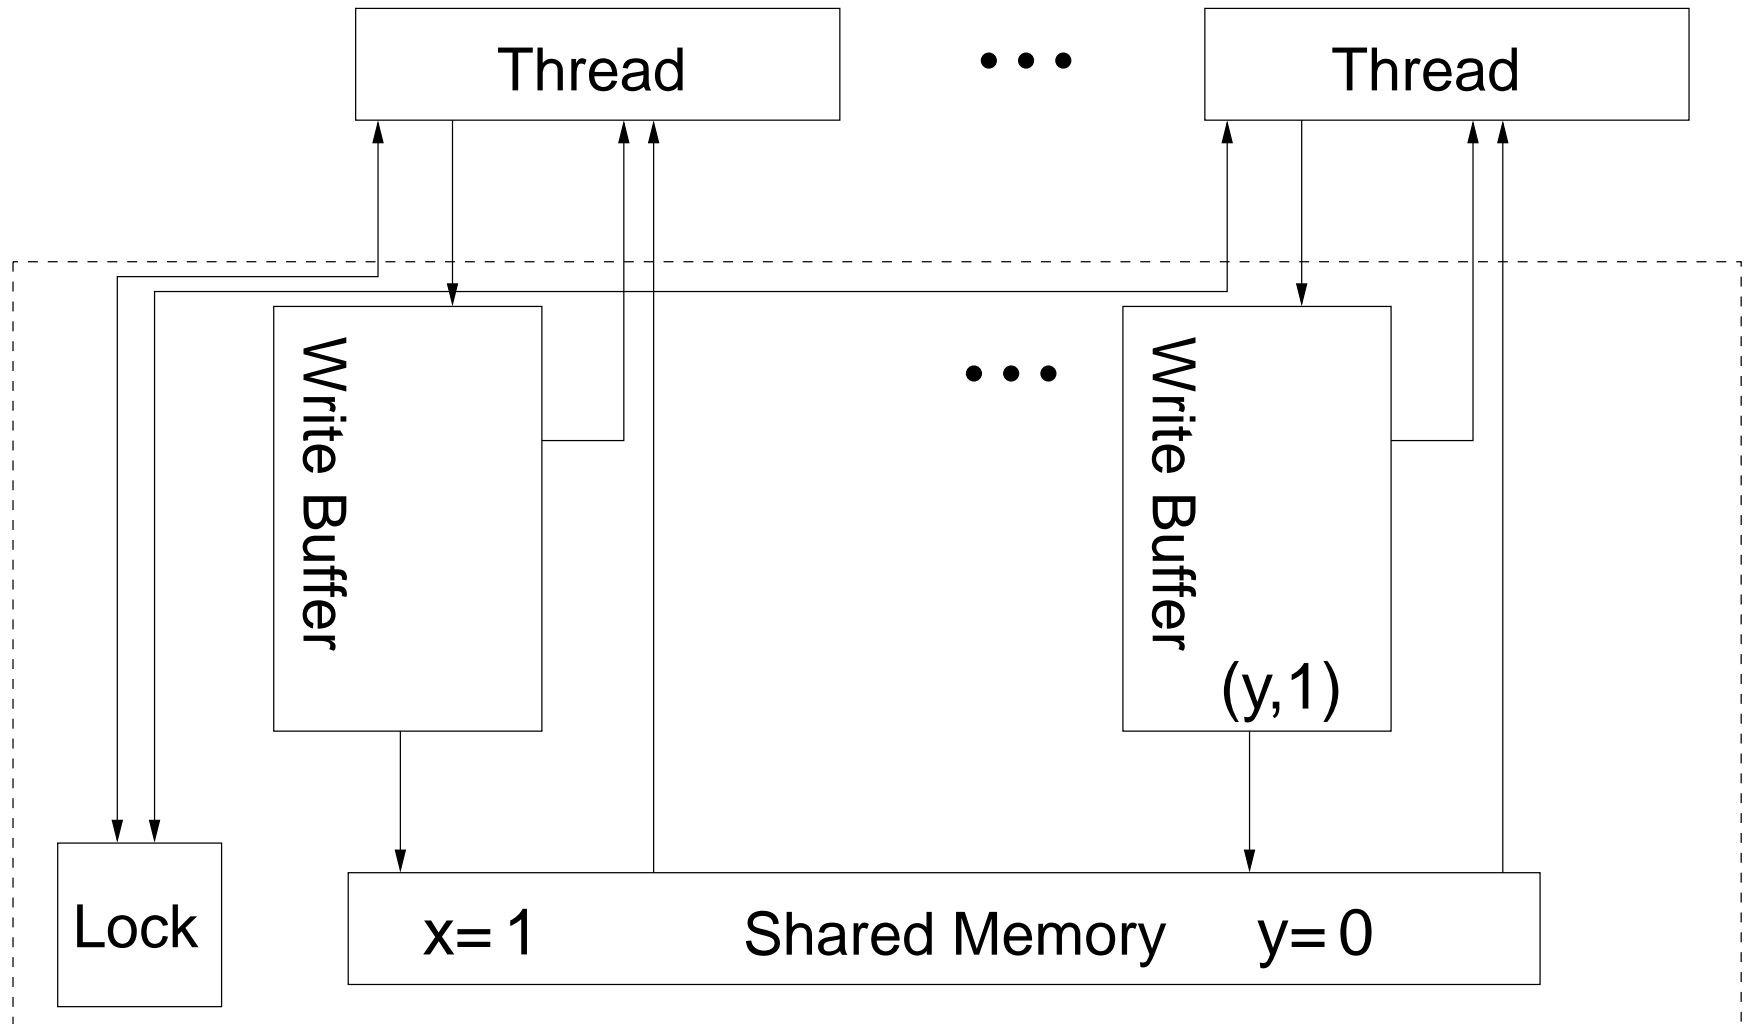 Thread
Thread
Write Buffer
Write Buffer
(y,1)
Lock
x= 1
Shared Memory
y= 0